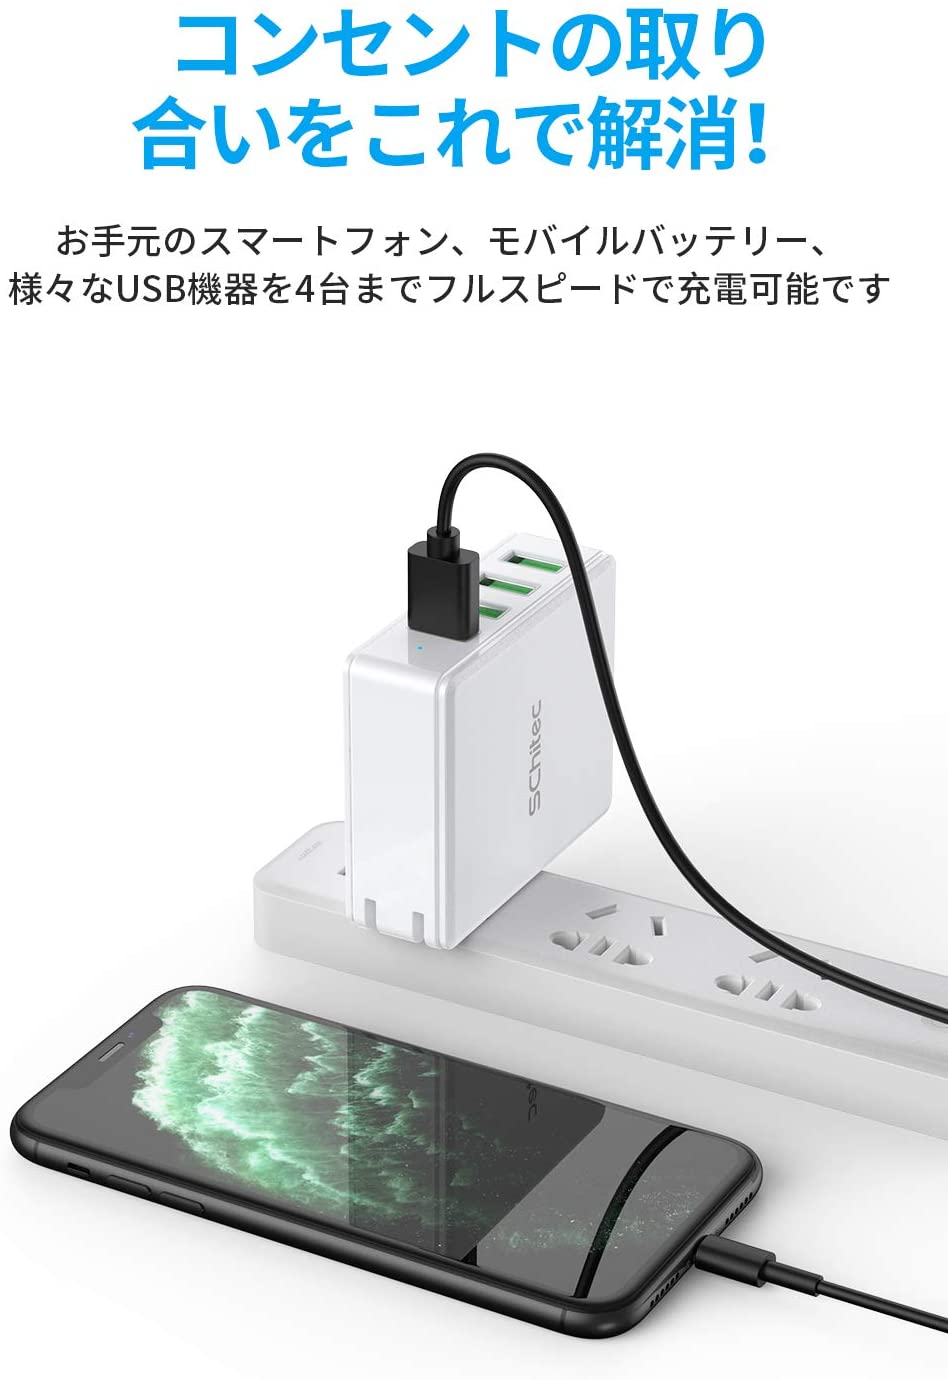 コンセントの取り
合いをこれで解消!
お手元のスマートフォン、モバイルバッテリー、
様々なUSB機器を4台までフルスピードで充電可能です
SChitec